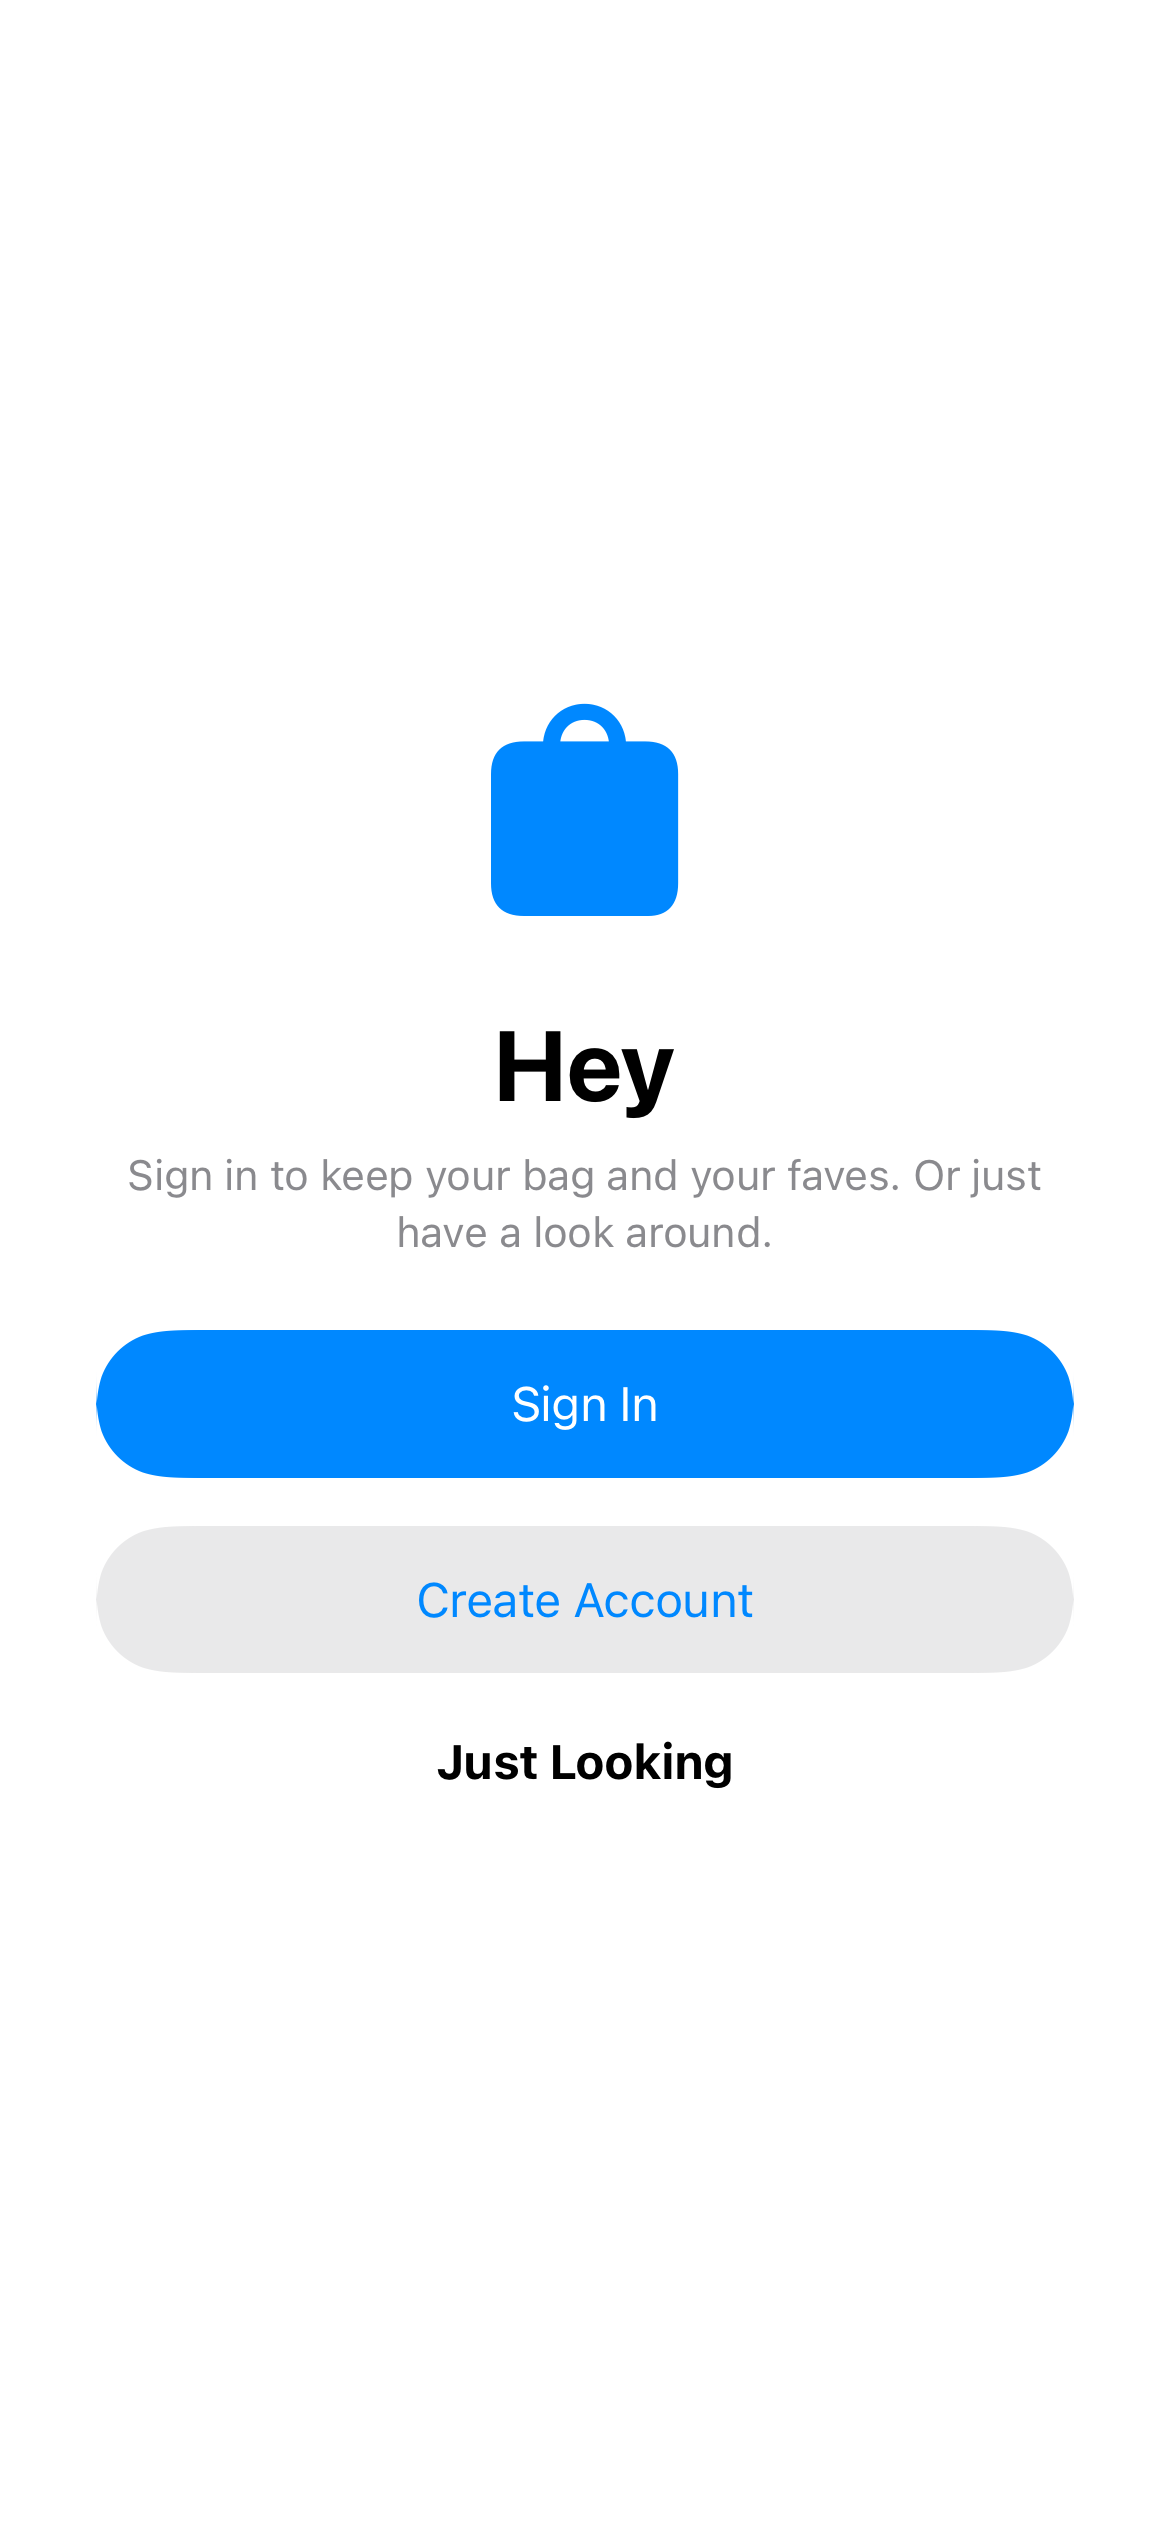 Hey
Sign in to keep your bag and your faves. Or just
have a look around.
Sign In
Create Account
Just Looking